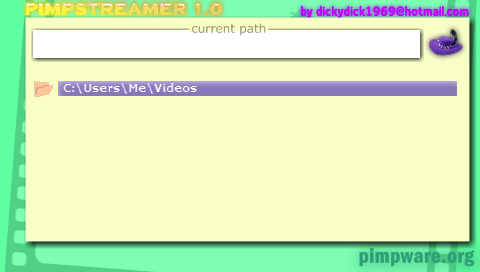 PIMPSTREAMER 1.0
by dickydick1969@hotmail.com
current path
C:\Users\Me\Videos
pimpware.org